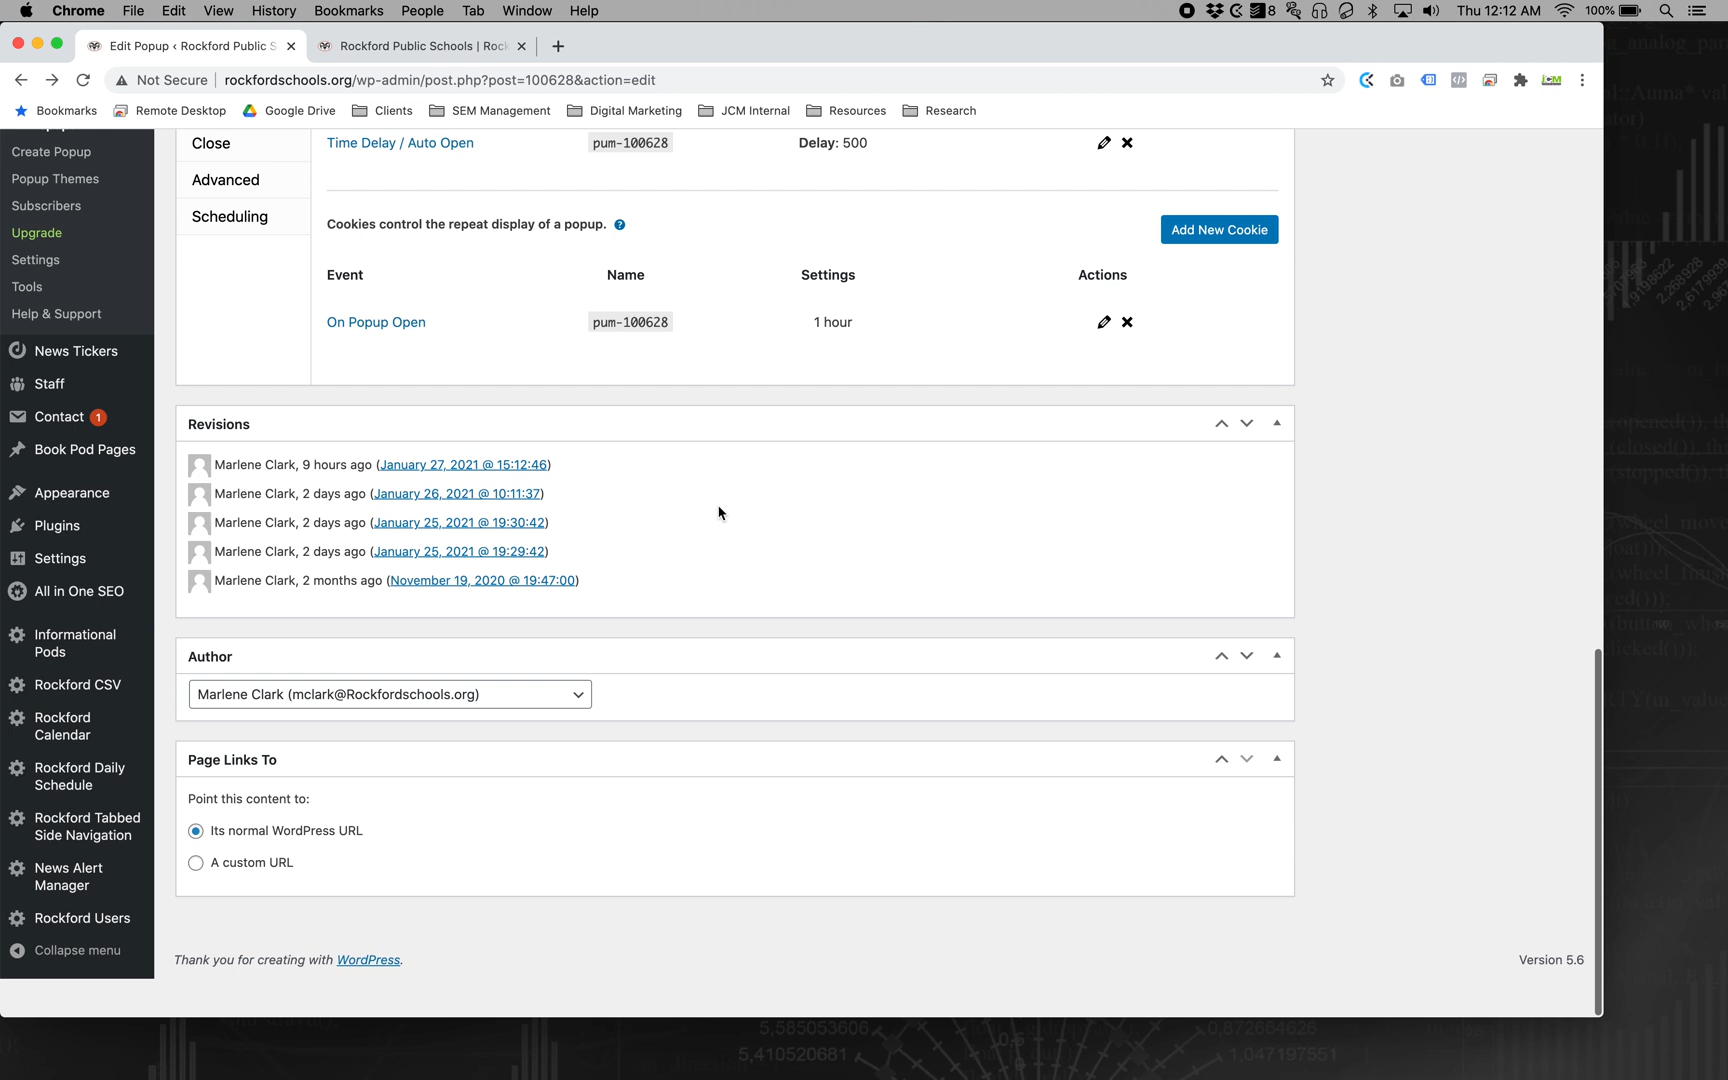 Chrome File Edit View History Bookmarks People Tab Window Help
8 Thu 12:12 AM 100%
Edit Popup ‹ Rockford Public S
Rockford Public Schools | Rock
Not Secure rockfordschools.org/wp-admin/post.php?post=100628&action=edit
Bookmarks Remote Desktop Google Drive Clients SEM Management Digital Marketing JCM Internal Resources Research
Create Popup
Popup Themes
Subscribers
Upgrade
Settings
Tools
Help & Support
News Tickers
Staff
Contact 1
Book Pod Pages
Appearance
Plugins
Settings
All in One SEO
Informational
Pods
Rockford CSV
Rockford
Calendar
Rockford Daily
Schedule
Rockford Tabbed
Side Navigation
News Alert
Manager
Rockford Users
Collapse menu
Close
Advanced
Scheduling
Time Delay / Auto Open pum-100628 Delay: 500
Cookies control the repeat display of a popup. ?
Add New Cookie
Event Name Settings Actions
On Popup Open pum-100628 1 hour
Revisions
Marlene Clark, 9 hours ago (January 27, 2021 @ 15:12:46)
Marlene Clark, 2 days ago (January 26, 2021 @ 10:11:37)
Marlene Clark, 2 days ago (January 25, 2021 @ 19:30:42)
Marlene Clark, 2 days ago (January 25, 2021 @ 19:29:42)
Marlene Clark, 2 months ago (November 19, 2020 @ 19:47:00)
Author
Marlene Clark (mclark@Rockfordschools.org)
Page Links To
Point this content to:
Its normal WordPress URL
A custom URL
Thank you for creating with WordPress.
Version 5.6
5,585053606
5,410520681
0,872664626
1,047197551